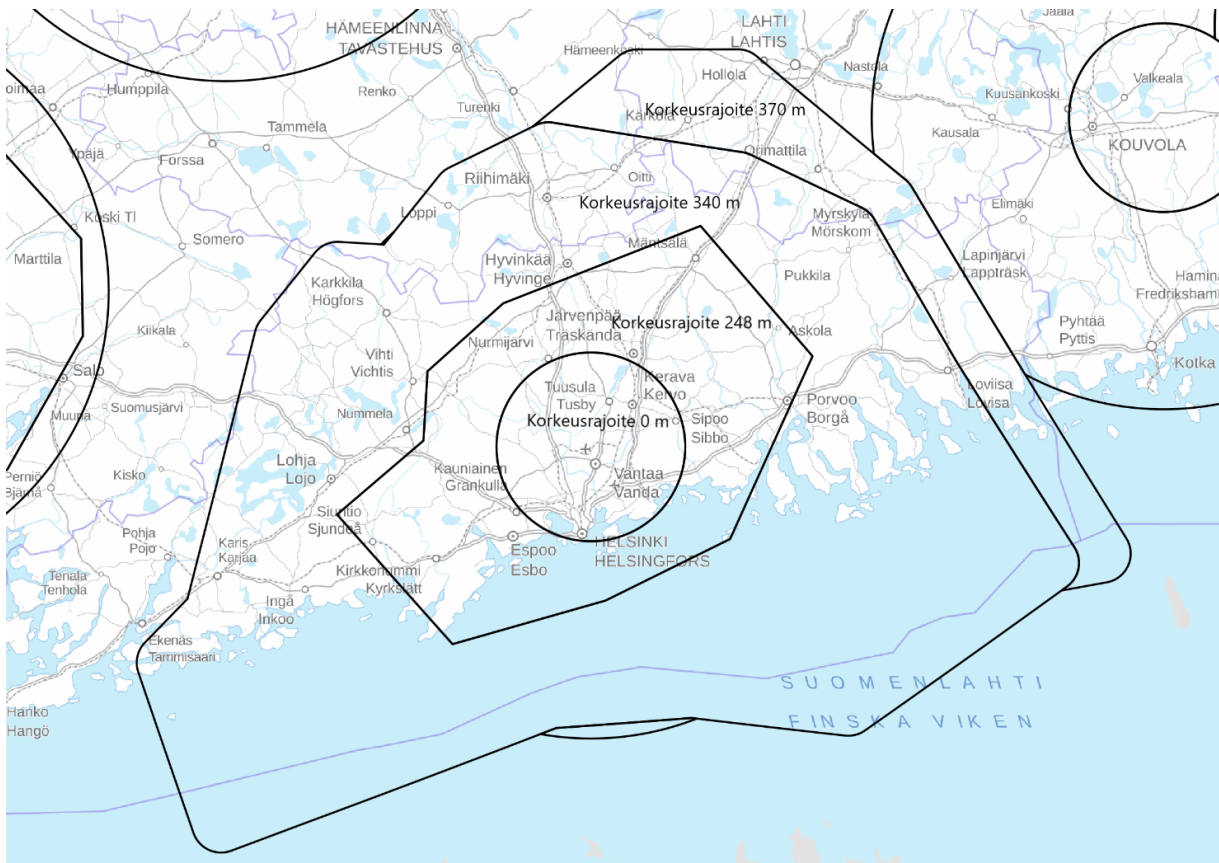 HÄMEENLINNA
TAVASTEHUS
LAHTI
LAHTIS
Hämeenkoski
Hollola
Nastola
Jaala
Valkeala
Kuusankoski
KOUVOLA
Kausala
Humppila
Renko
Turenki
Tammela
Forssa
Ypäjä
Kärkölä
Korkeusrajoite 370 m
Orimattila
Koski Tl
Somero
Marttila
Loppi
Riihimäki
Oitti
Korkeusrajoite 340 m
Myrskylä
Mörskom
Elimäki
Mäntsälä
Hyvinkää
Hyvinge
Pukkila
Lapinjärvi
Lappträsk
Hamina
Fredrikshamn
Karkkila
Högfors
Kiikala
Järvenpää
Träskända
Korkeusrajoite 248 m
Askola
Pyhtää
Pyttis
Kotka
Vihti
Vichtis
Nurmijärvi
Salo
Muurla
Suomusjärvi
Nummela
Tuusula
Tusby
Kerava
Kervo
Korkeusrajoite 0 m
Sipoo
Sibbo
Porvoo
Borgå
Loviisa
Lovisa
Perniö
Bjärnå
Kisko
Lohja
Lojo
Kauniainen
Grankulla
Vantaa
Vanda
Siuntio
Sjundeå
Pohja
Pojo
Karis
Karjaa
Espoo
Esbo
HELSINKI
HELSINGFORS
Kirkkonummi
Kyrkslätt
Tenala
Tenhola
Ingå
Inkoo
Ekenäs
Tammisaari
Hanko
Hangö
SUOMENLAHTI
FINSKA VIKEN